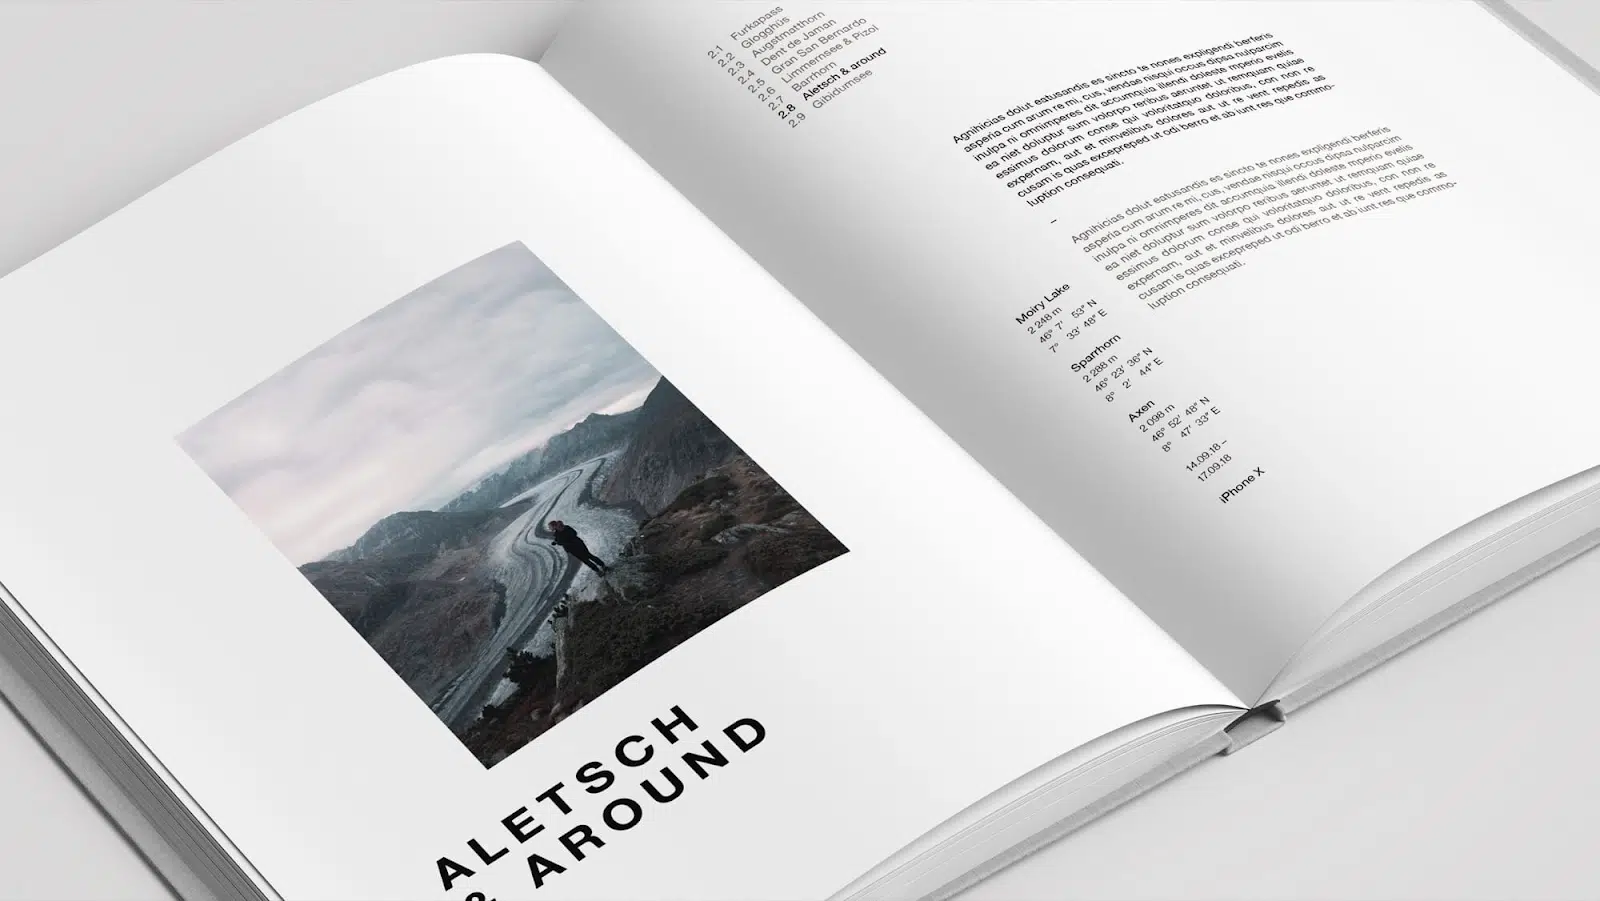 ALETSCH
& AROUND
2.1 Furkapass
2.2 Glogghüs
2.3 Augstmatthorn
2.4 Dent de Jaman
2.5 Gran San Bernardo
2.6 Limmernsee & Pizol
2.7 Barrhorn
2.8 Aletsch & around
2.9 Gibidumsee
Agnihicias dolut eatusandis es sincto te nones expligendi berferis
asperia cum arum re mi, cus, vendae nisqui occus dipsa nulparcim
inulpa ni omnimperes dit accumquia illendi doleste mperio evelis
ea niet doluptur sum volorpo reribus aeruntet ut remquam quiae
essimus dolorum conse qui voloritatquo doloribus, con non re
expernam, aut et minvelibus dolores aut ut re vent repedis as
cusam is quas excepreped ut odi berro et ab iunt res que commo-
luption consequati.
–
Agnihicias dolut eatusandis es sincto te nones expligendi berferis
asperia cum arum re mi, cus, vendae nisqui occus dipsa nulparcim
inulpa ni omnimperes dit accumquia illendi doleste mperio evelis
ea niet doluptur sum volorpo reribus aeruntet ut remquam quiae
essimus dolorum conse qui voloritatquo doloribus, con non re
expernam, aut et minvelibus dolores aut ut re vent repedis as
cusam is quas excepreped ut odi berro et ab iunt res que commo-
luption consequati.
Moiry Lake
2 248 m
46° 7' 53" N
7° 33' 48" E
Sparrhorn
2 288 m
46° 23' 36" N
8° 2' 44" E
Axen
2 098 m
46° 52' 48" N
8° 47' 33" E
14.09.18 –
17.09.18
iPhone X